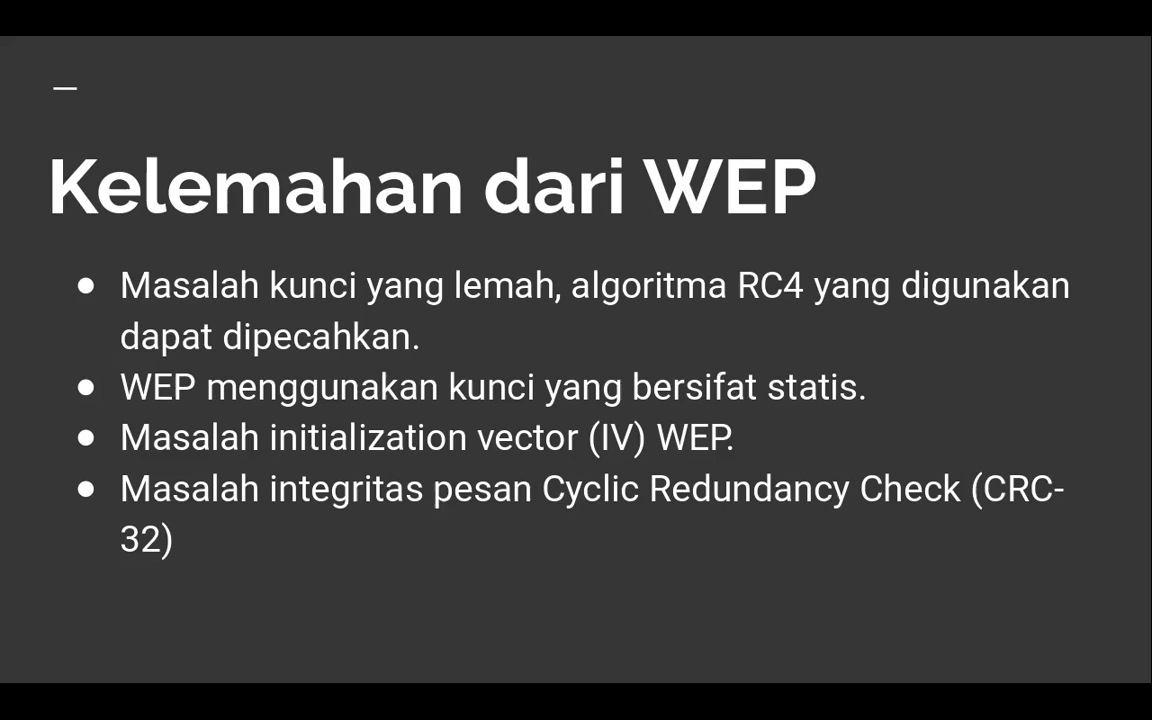 Kelemahan dari WEP
● Masalah kunci yang lemah, algoritma RC4 yang digunakan
dapat dipecahkan.
● WEP menggunakan kunci yang bersifat statis.
● Masalah initialization vector (IV) WEP.
● Masalah integritas pesan Cyclic Redundancy Check (CRC-
32)